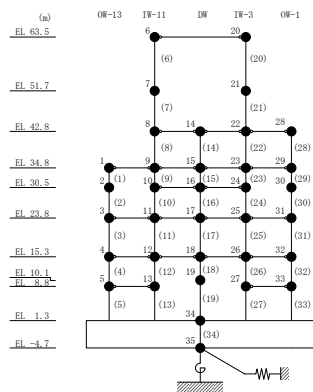 (m) OW-13 IW-11 DW IW-3 OW-1
EL 63.5 6 20
(6) (20)
EL 51.7 7 21
(7) (21)
EL 42.8 8 14 22 28
(8) (14) (22) (28)
EL 34.8 1 9 15 23 29
(1) (9) (15) (23) (29)
EL 30.5 2 10 16 24 30
(2) (10) (16) (24) (30)
EL 23.8 3 11 17 25 31
(3) (11) (17) (25) (31)
EL 15.3 4 12 18 26 32
(4) (12) (18) (26) (32)
EL 10.1 19
EL 8.8 5 13 27 33
(5) (13) (19) (27) (33)
EL 1.3 34
(34)
EL -4.7 35